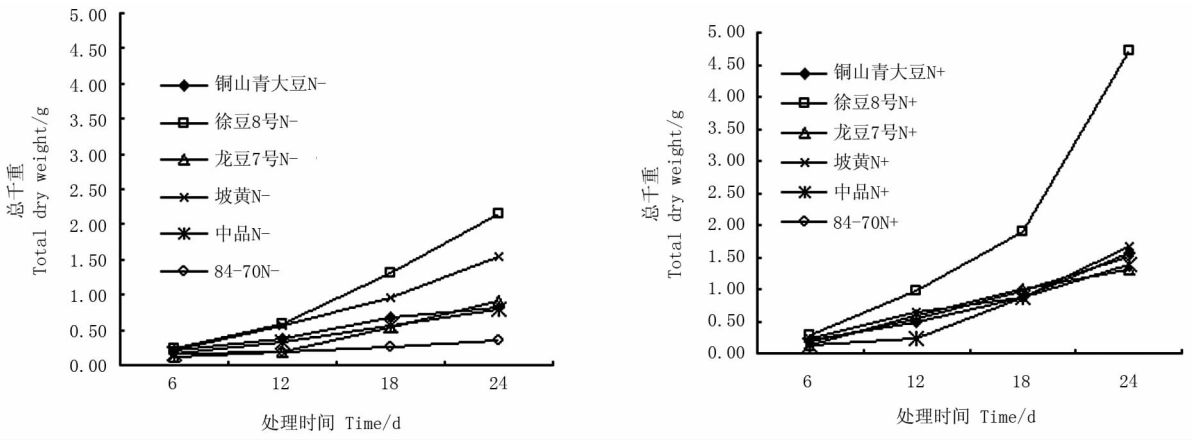 5.00
4.50
4.00
3.50
3.00
2.50
2.00
1.50
1.00
0.50
0.00
总干重
Total dry weight/g
铜山青大豆N-
徐豆8号N-
龙豆7号N-
坡黄N-
中品N-
84-70N-
6 12 18 24
处理时间 Time/d
5.00
4.50
4.00
3.50
3.00
2.50
2.00
1.50
1.00
0.50
0.00
总干重
Total dry weight/g
铜山青大豆N+
徐豆8号N+
龙豆7号N+
坡黄N+
中品N+
84-70N+
6 12 18 24
处理时间 Time/d